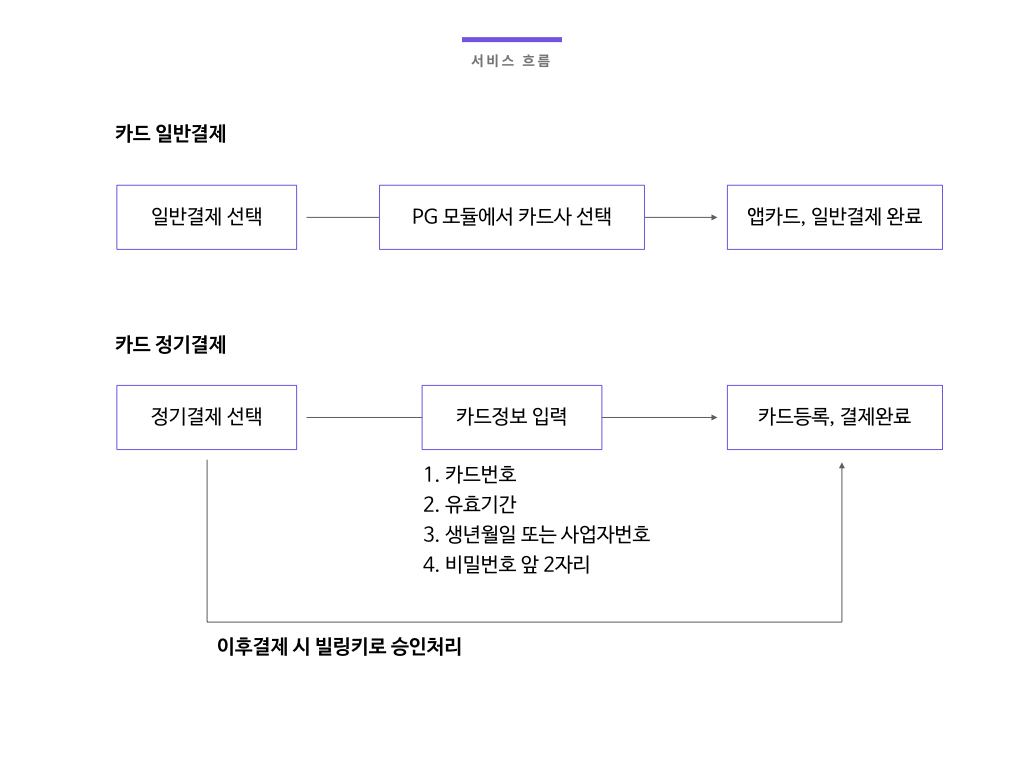 서비스 흐름
카드 일반결제
일반결제 선택
PG 모듈에서 카드사 선택
앱카드, 일반결제 완료
카드 정기결제
정기결제 선택
카드정보 입력
카드등록, 결제완료
1. 카드번호
2. 유효기간
3. 생년월일 또는 사업자번호
4. 비밀번호 앞 2자리
이후결제 시 빌링키로 승인처리